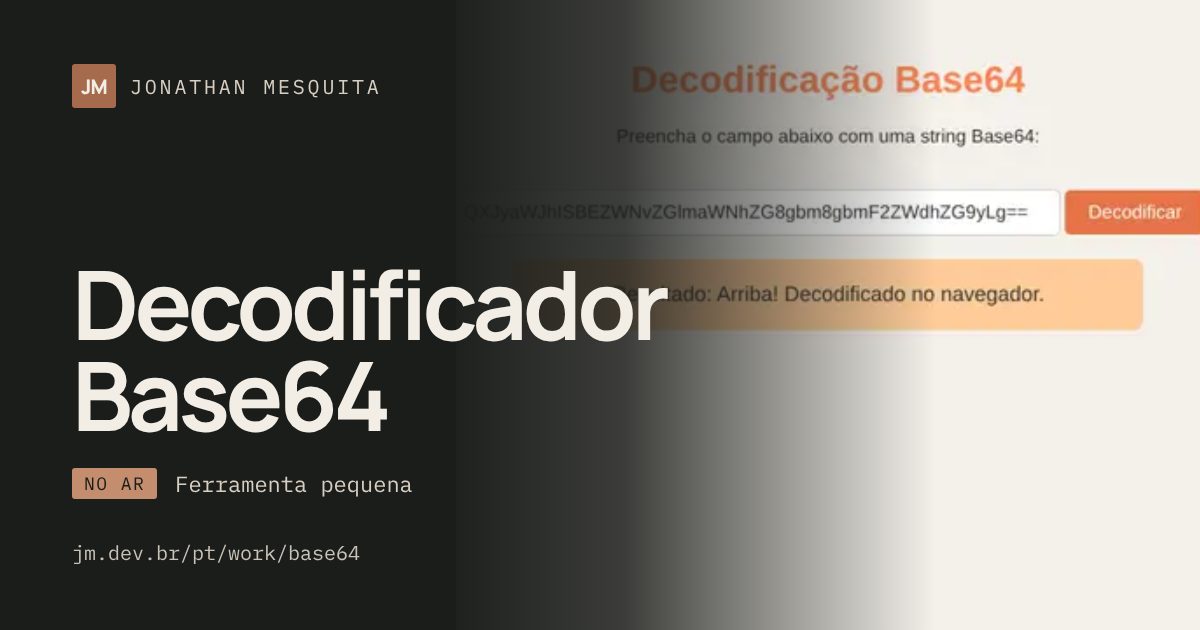 JM
JONATHAN MESQUITA
Decodificador
Base64
NO AR
Ferramenta pequena
jm.dev.br/pt/work/base64
Decodificação Base64
Preencha o campo abaixo com uma string Base64:
Decodificar
Arriba! Decodificado no navegador.